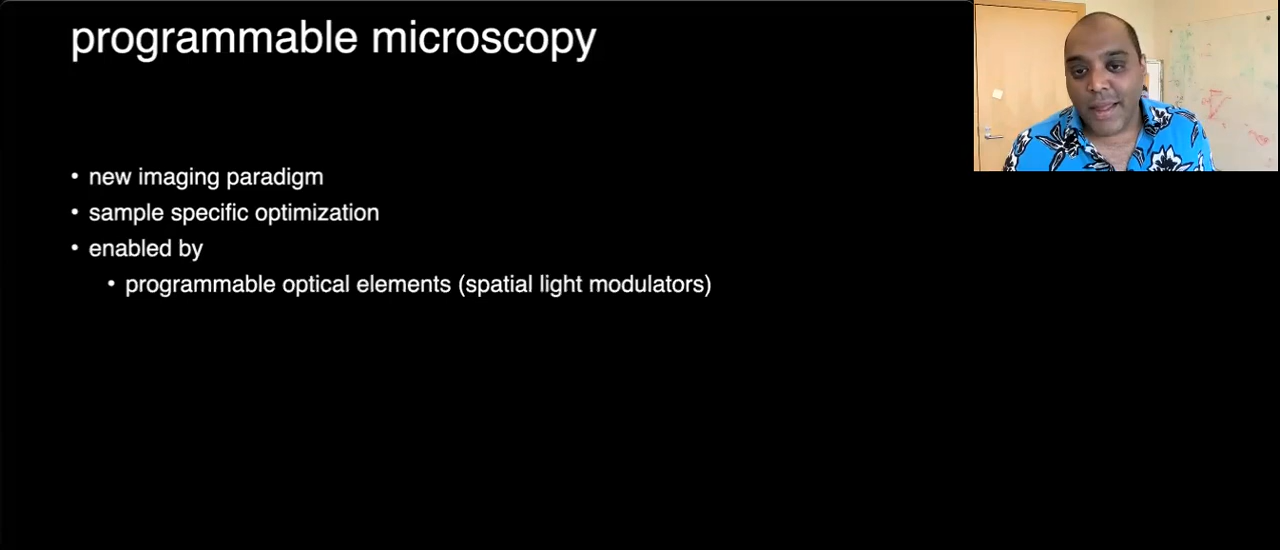 programmable microscopy
• new imaging paradigm
• sample specific optimization
• enabled by
• programmable optical elements (spatial light modulators)